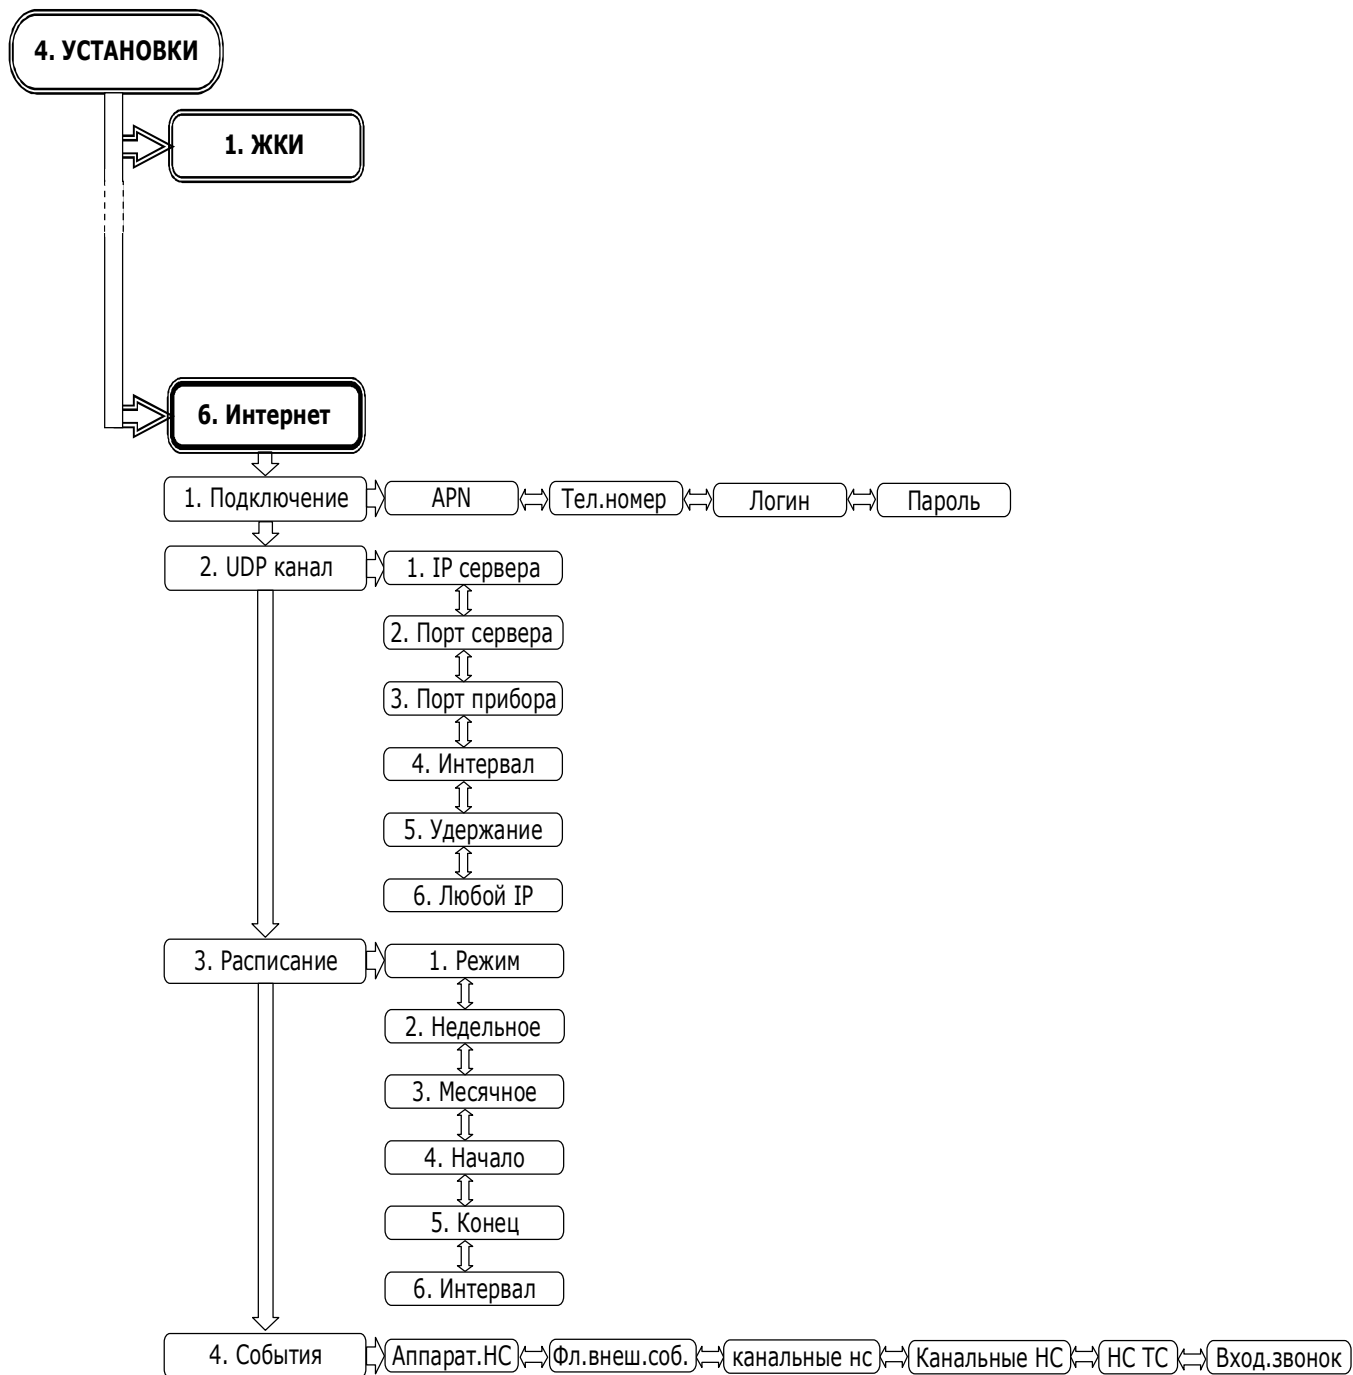 4. УСТАНОВКИ
1. ЖКИ
6. Интернет
1. Подключение
APN
Тел.номер
Логин
Пароль
2. UDP канал
1. IP сервера
2. Порт сервера
3. Порт прибора
4. Интервал
5. Удержание
6. Любой IP
3. Расписание
1. Режим
2. Недельное
3. Месячное
4. Начало
5. Конец
6. Интервал
4. События
Аппарат.НС
Фл.внеш.соб.
канальные нс
Канальные НС
НС ТС
Вход.звонок